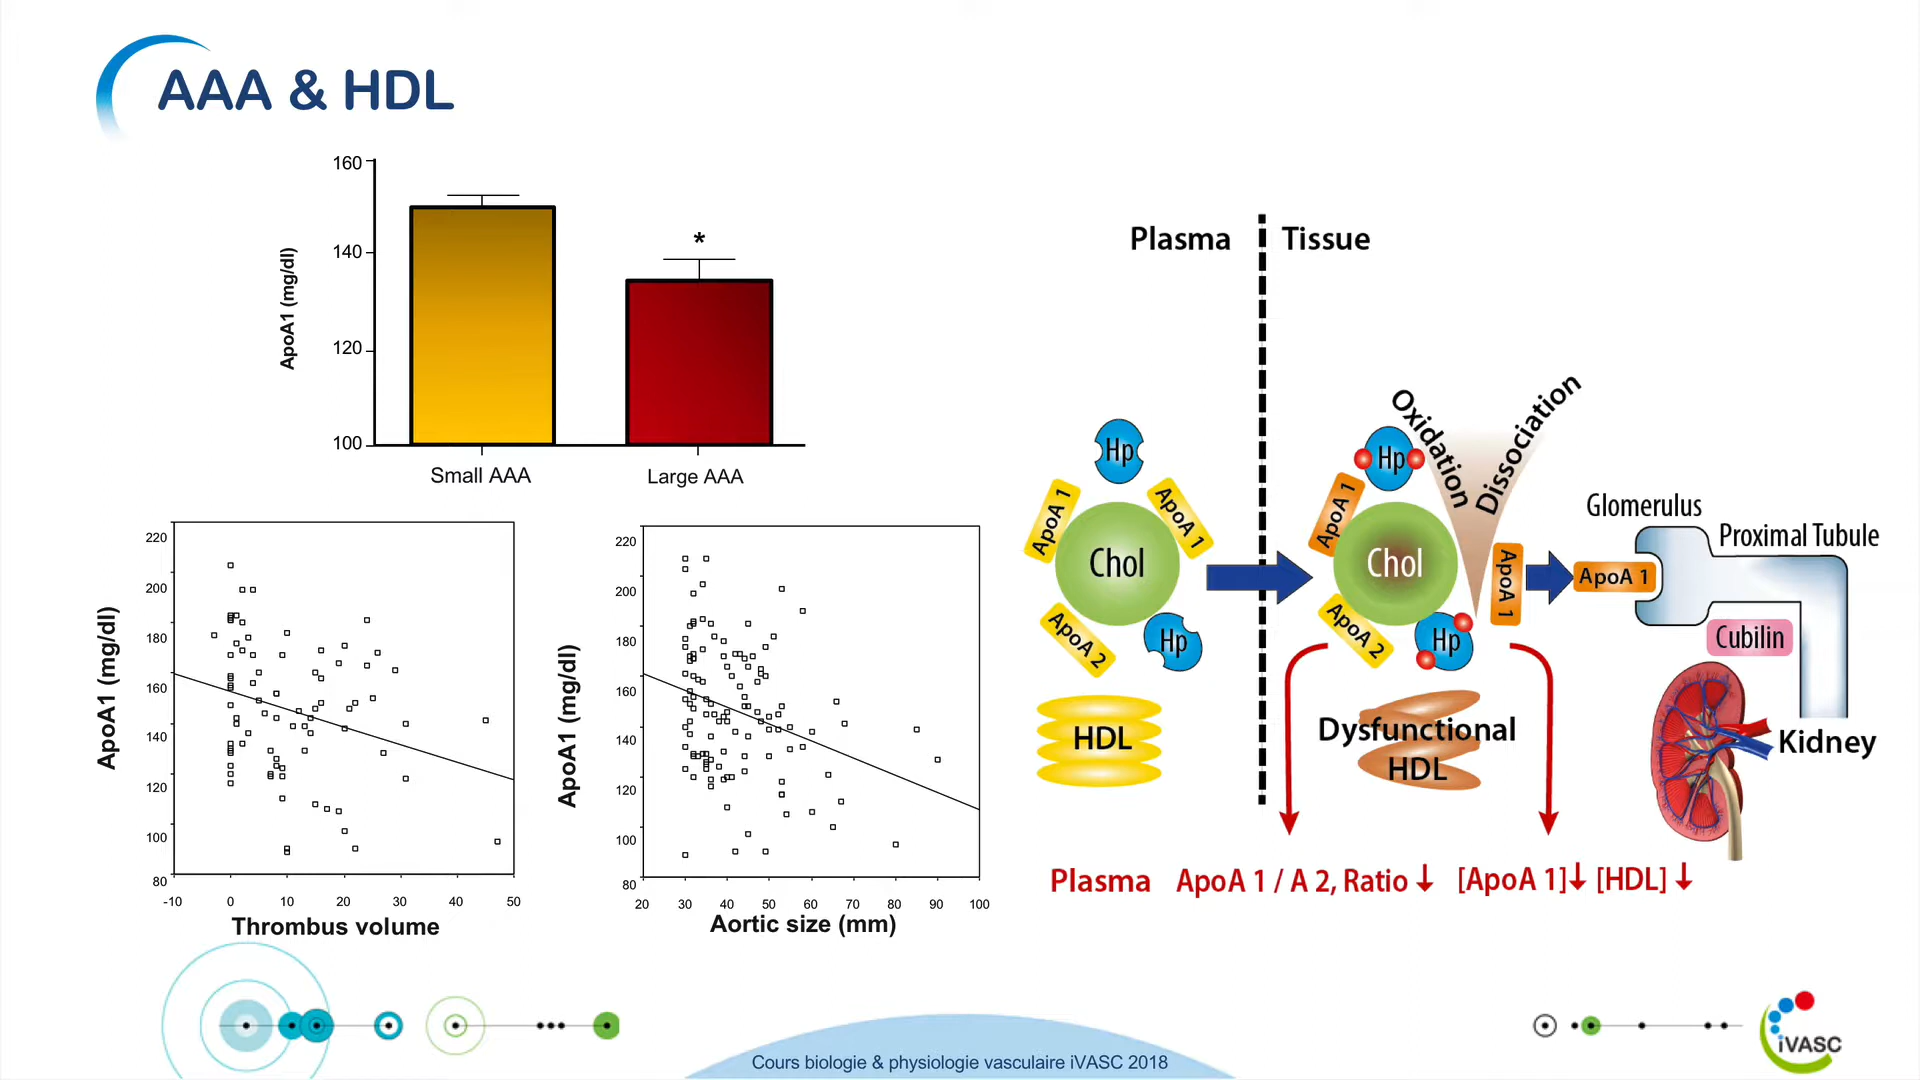 AAA & HDL
160
140
120
100
ApoA1 (mg/dl)
*
Small AAA
Large AAA
220
200
180
160
140
120
100
80
ApoA1 (mg/dl)
-10 0 10 20 30 40 50
Thrombus volume
220
200
180
160
140
120
100
80
ApoA1 (mg/dl)
20 30 40 50 60 70 80 90 100
Aortic size (mm)
Plasma
Tissue
Hp
ApoA 1
ApoA 1
Chol
ApoA 2
Hp
HDL
Oxidation
Dissociation
Hp
ApoA 1
Chol
ApoA 2
Hp
ApoA 1
Dysfunctional
HDL
Glomerulus
Proximal Tubule
ApoA 1
Cubilin
Kidney
Plasma ApoA 1 / A 2, Ratio ↓ [ApoA 1]↓ [HDL] ↓
Cours biologie & physiologie vasculaire iVASC 2018
iVASC